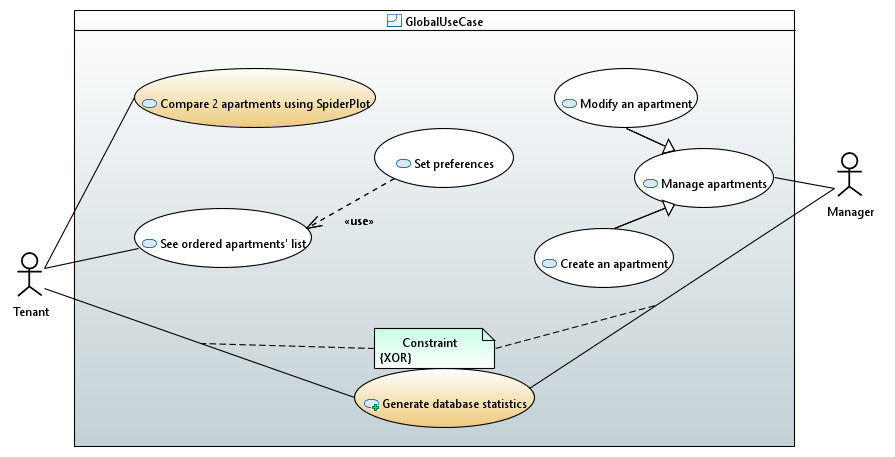 GlobalUseCase
Compare 2 apartments using SpiderPlot
Modify an apartment
Set preferences
Manage apartments
Manager
«use»
See ordered apartments' list
Create an apartment
Tenant
Constraint
{XOR}
Generate database statistics